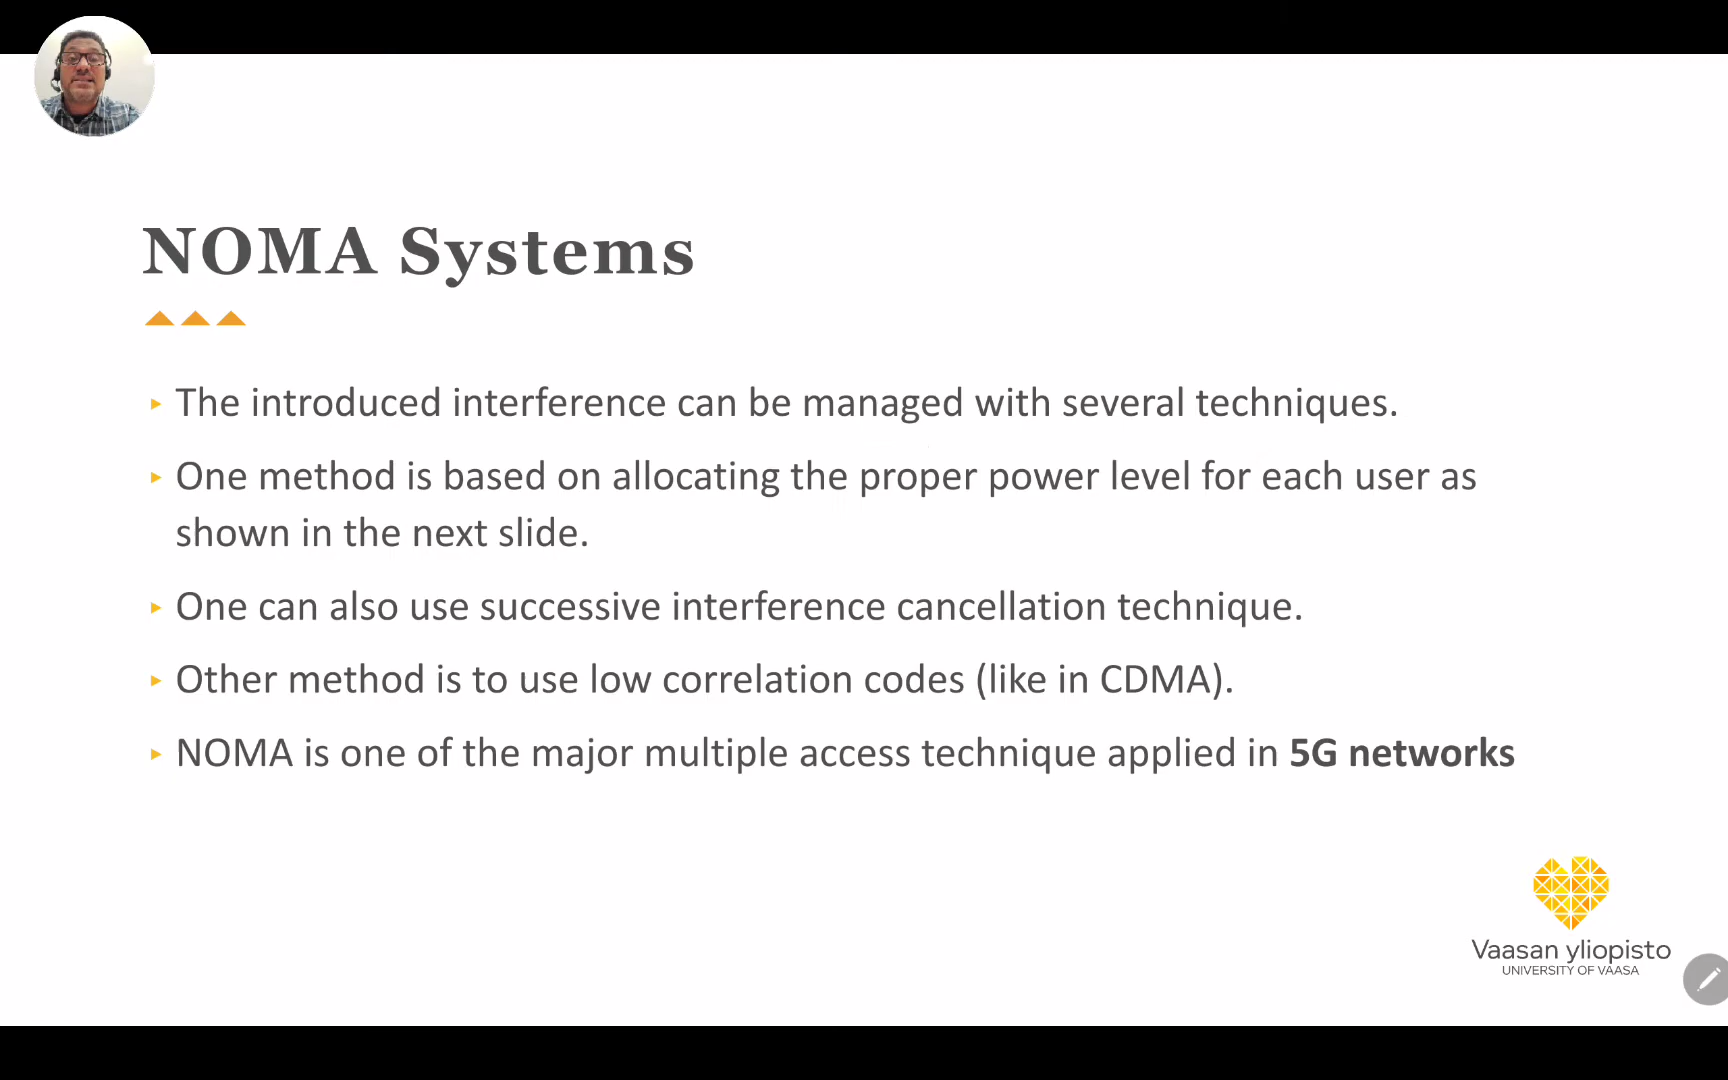 NOMA Systems
The introduced interference can be managed with several techniques.
One method is based on allocating the proper power level for each user as
shown in the next slide.
One can also use successive interference cancellation technique.
Other method is to use low correlation codes (like in CDMA).
NOMA is one of the major multiple access technique applied in 5G networks
Vaasan yliopisto
UNIVERSITY OF VAASA